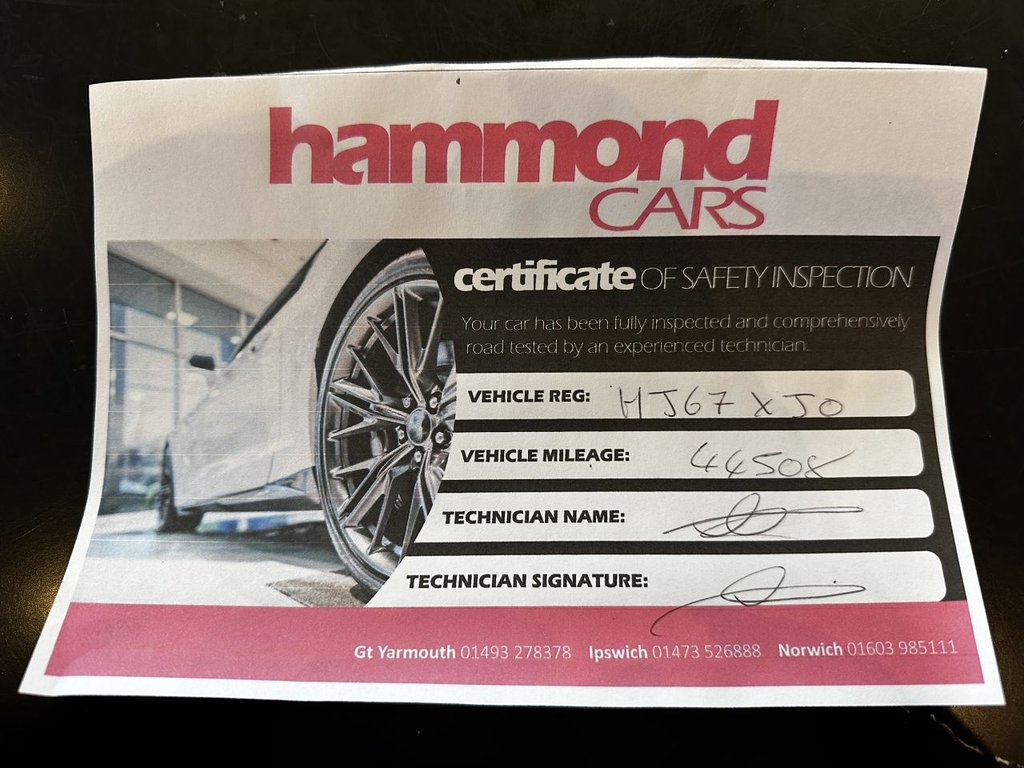 hammond
CARS
certificate OF SAFETY INSPECTION
Your car has been fully inspected and comprehensively
road tested by an experienced technician.
VEHICLE REG: HJ67 XJO
VEHICLE MILEAGE: 44508
TECHNICIAN NAME:
TECHNICIAN SIGNATURE:
Gt Yarmouth 01493 278378 Ipswich 01473 526888 Norwich 01603 985111